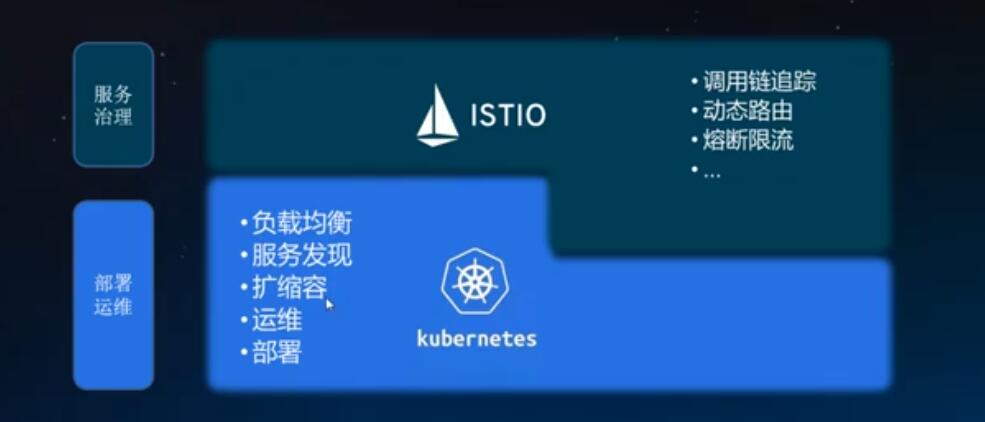 服务
治理
ISTIO
• 调用链追踪
• 动态路由
• 熔断限流
• ...
部署
运维
• 负载均衡
• 服务发现
• 扩缩容
• 运维
• 部署
kubernetes